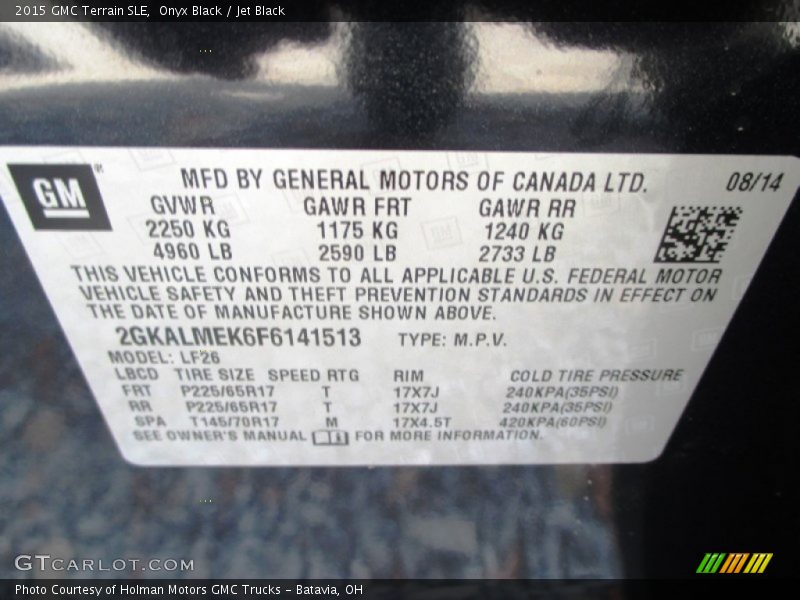 2015 GMC Terrain SLE, Onyx Black / Jet Black
GM ®
MFD BY GENERAL MOTORS OF CANADA LTD. 08/14
GVWR GAWR FRT GAWR RR
2250 KG 1175 KG 1240 KG
4960 LB 2590 LB 2733 LB
THIS VEHICLE CONFORMS TO ALL APPLICABLE U.S. FEDERAL MOTOR
VEHICLE SAFETY AND THEFT PREVENTION STANDARDS IN EFFECT ON
THE DATE OF MANUFACTURE SHOWN ABOVE.
2GKALMEK6F6141513 TYPE: M.P.V.
MODEL: LF26
LBCD TIRE SIZE SPEED RTG RIM COLD TIRE PRESSURE
FRT P225/65R17 T 17X7J 240KPA(35PSI)
RR P225/65R17 T 17X7J 240KPA(35PSI)
SPA T145/70R17 M 17X4.5T 420KPA(60PSI)
SEE OWNER'S MANUAL FOR MORE INFORMATION.
GTCARLOT.COM
Photo Courtesy of Holman Motors GMC Trucks - Batavia, OH